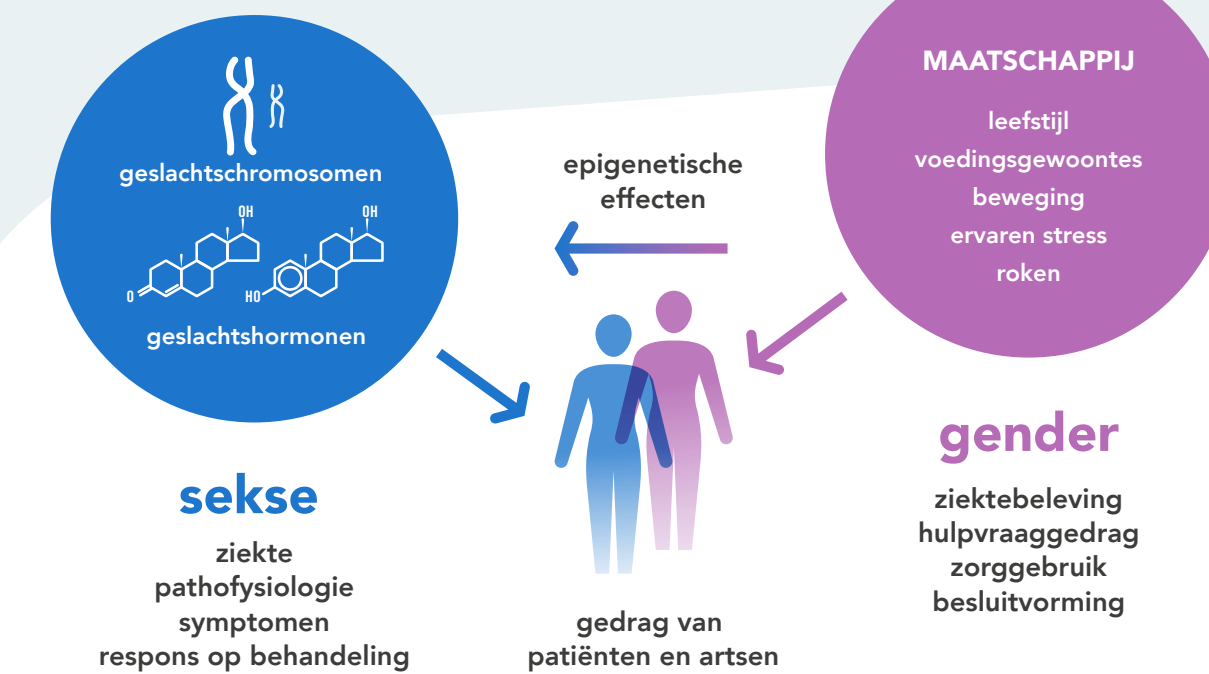 geslachtschromosomen
OH
OH
O
HO
geslachtshormonen
sekse
ziekte
pathofysiologie
symptomen
respons op behandeling
epigenetische
effecten
gedrag van
patiënten en artsen
MAATSCHAPPIJ
leefstijl
voedingsgewoontes
beweging
ervaren stress
roken
gender
ziektebeleving
hulpvraaggedrag
zorggebruik
besluitvorming